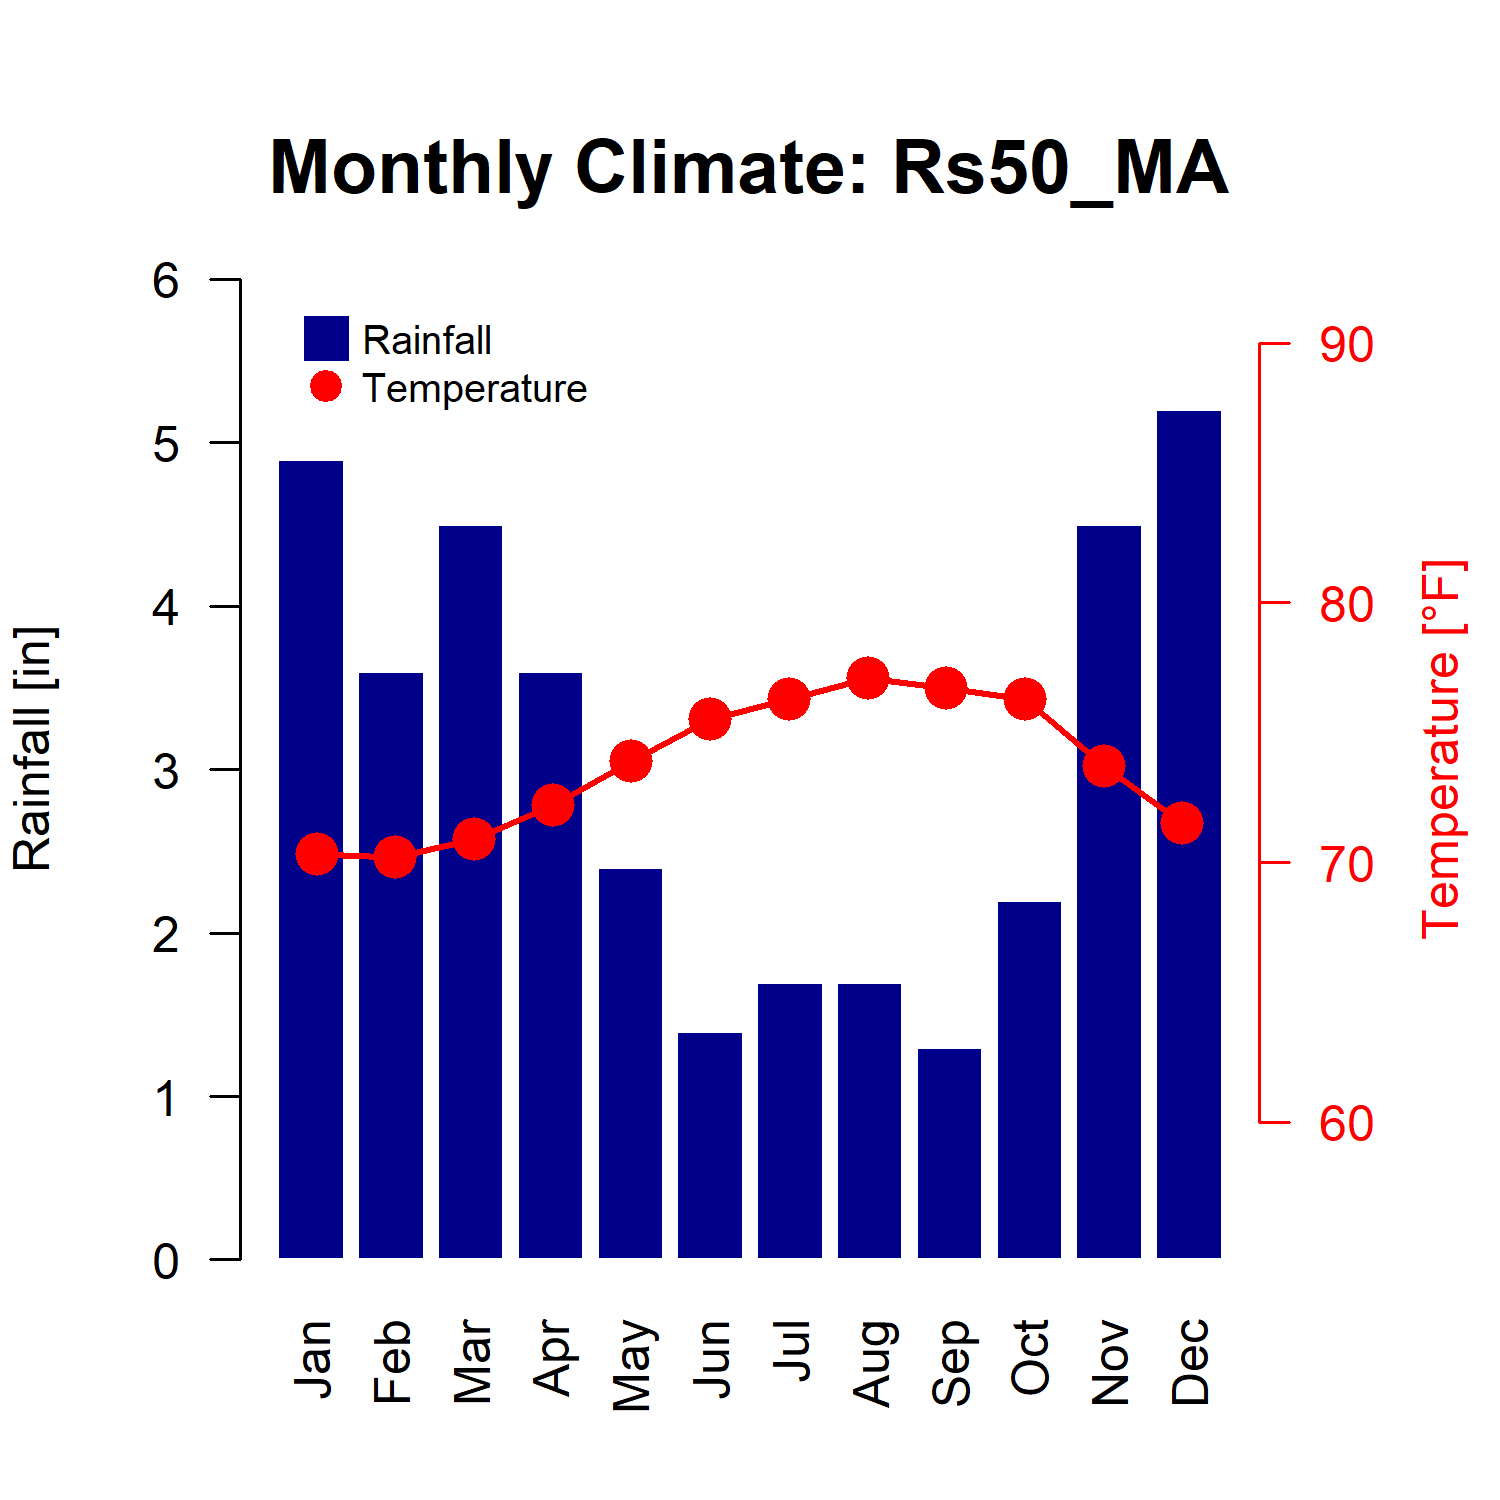 Monthly Climate: Rs50_MA
Rainfall
Temperature
6
5
4
3
2
1
0
Rainfall [in]
90
80
70
60
Temperature [°F]
Jan
Feb
Mar
Apr
May
Jun
Jul
Aug
Sep
Oct
Nov
Dec